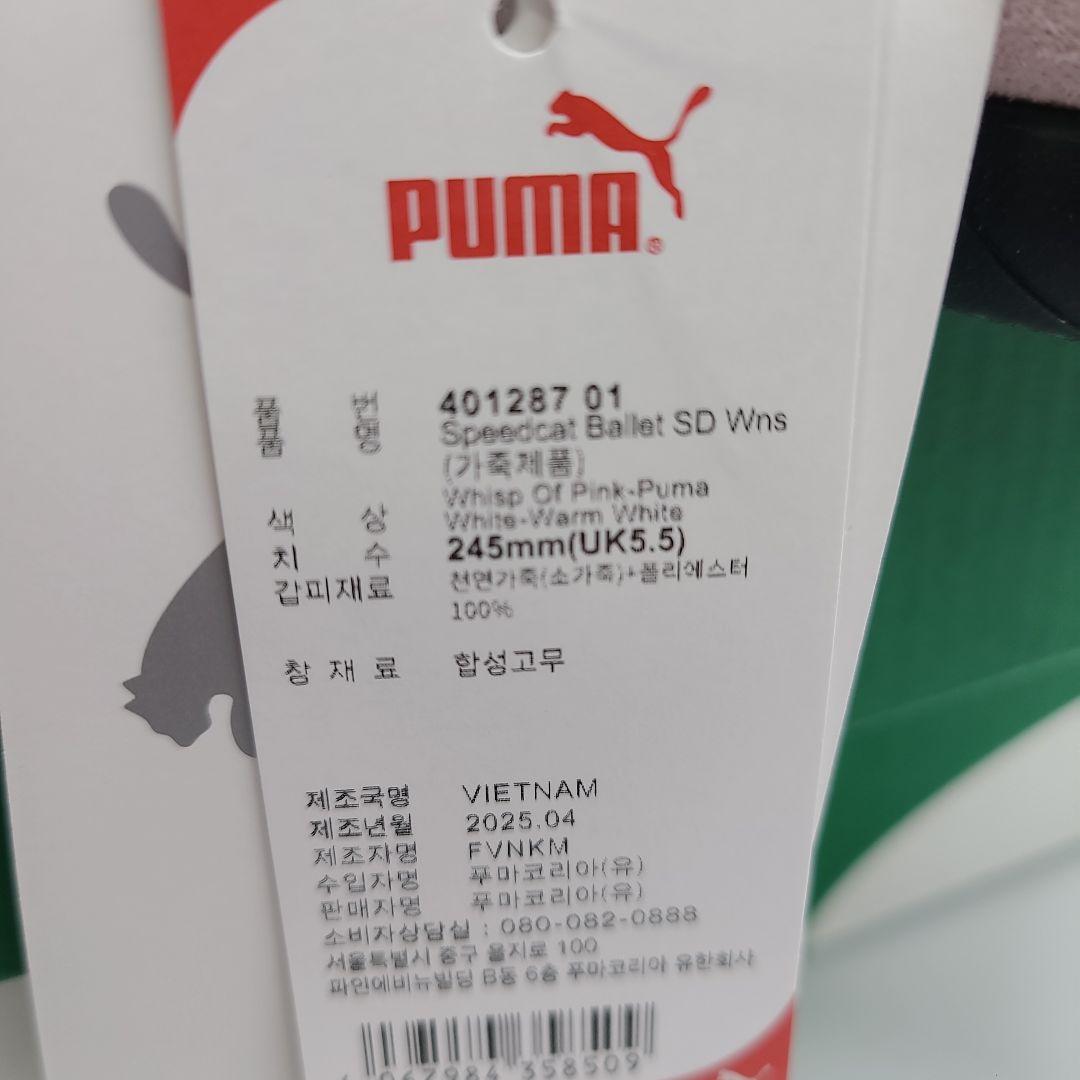 PUMA®
품 번 401287 01
품 명 Speedcat Ballet SD Wns
(가죽제품)
Whisp Of Pink-Puma
색 상 White-Warm White
치 수 245mm(UK5.5)
갑피재료 천연가죽(소가죽)+폴리에스터
100%
창 재 료 합성고무
제조국명 VIETNAM
제조년월 2025.04
제조자명 FVNKM
수입자명 푸마코리아(유)
판매자명 푸마코리아(유)
소비자상담실 : 080-082-0888
서울특별시 중구 을지로 100
파인에비뉴빌딩 B동 6층 푸마코리아 유한회사
358509